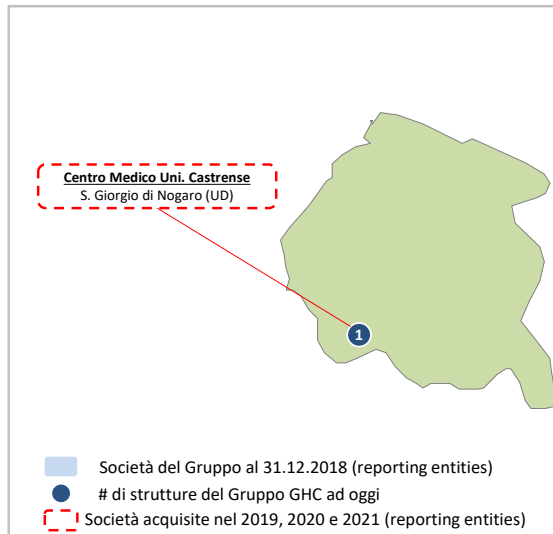 Centro Medico Uni. Castrense
S. Giorgio di Nogaro (UD)
1
Società del Gruppo al 31.12.2018 (reporting entities)
# di strutture del Gruppo GHC ad oggi
Società acquisite nel 2019, 2020 e 2021 (reporting entities)